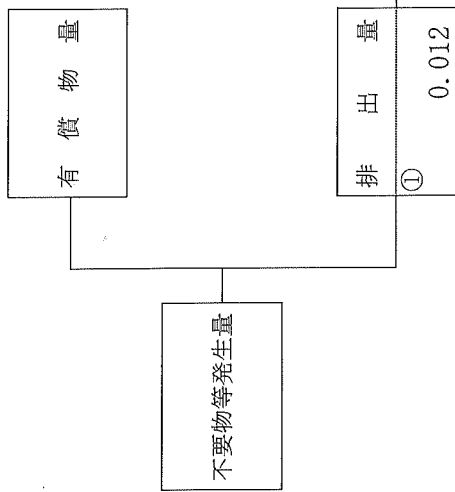 有償物量
不要物等発生量
排出量
①
0.012